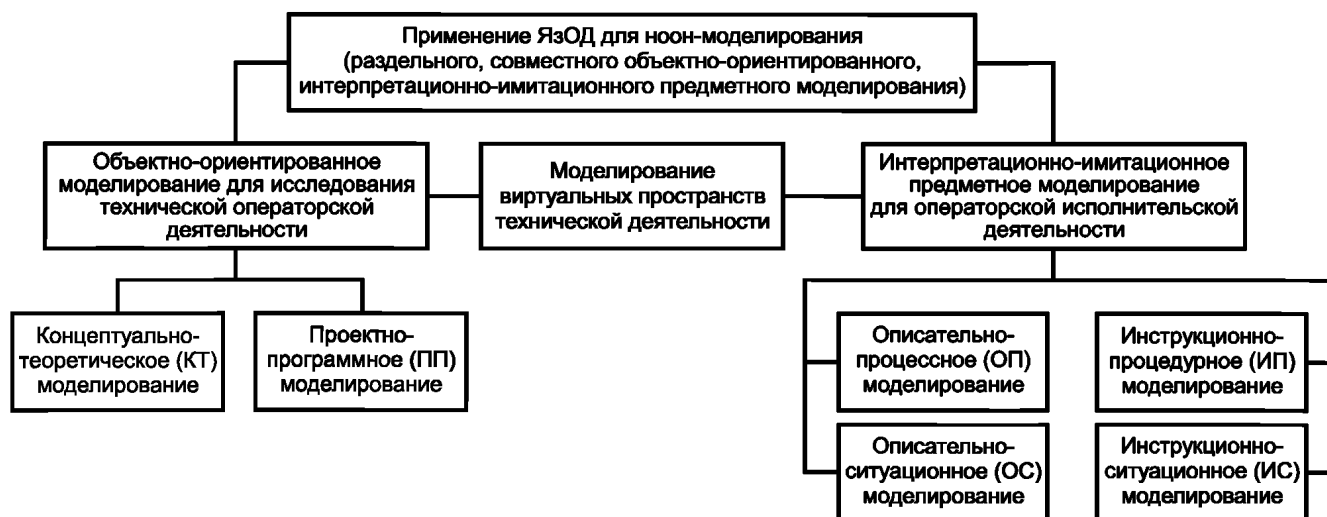 Применение ЯзОД для ноон-моделирования
(раздельного, совместного объектно-ориентированного,
интерпретационно-имитационного предметного моделирования)
Объектно-ориентированное
моделирование для исследования
технической операторской
деятельности
Моделирование
виртуальных пространств
технической деятельности
Интерпретационно-имитационное
предметное моделирование
для операторской исполнительской
деятельности
Концептуально-
теоретическое (КТ)
моделирование
Проектно-
программное (ПП)
моделирование
Описательно-
процессное (ОП)
моделирование
Инструкционно-
процедурное (ИП)
моделирование
Описательно-
ситуационное (ОС)
моделирование
Инструкционно-
ситуационное (ИС)
моделирование